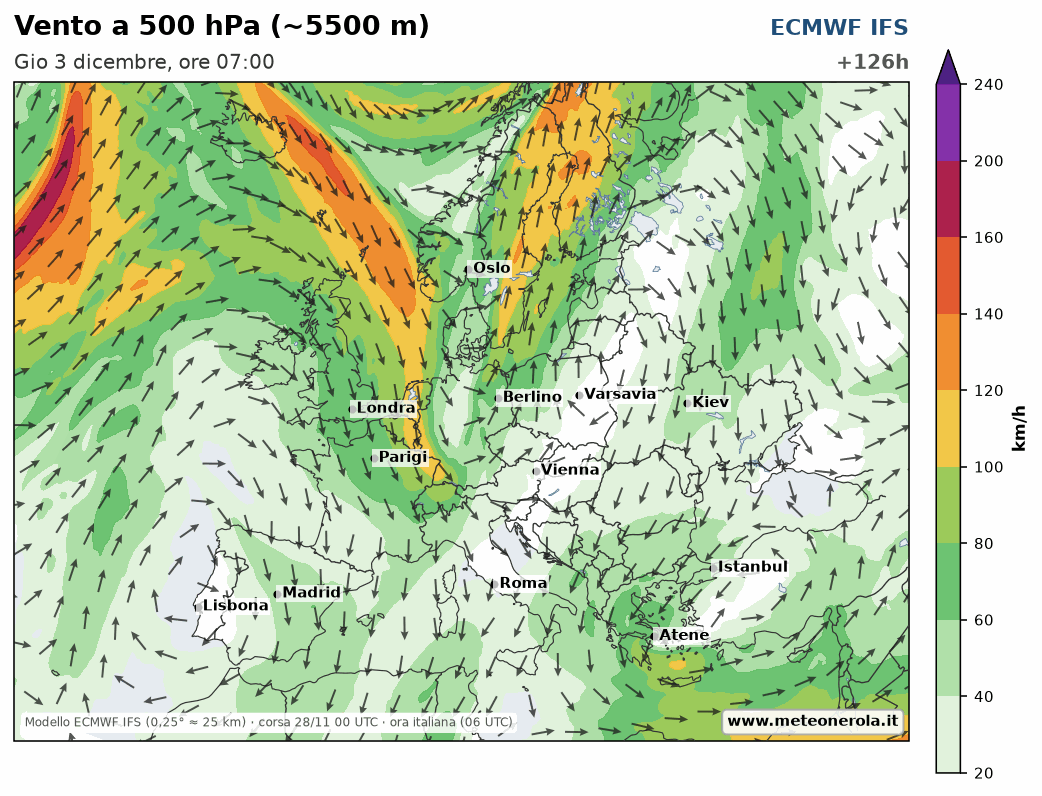 Vento a 500 hPa (~5500 m)
ECMWF IFS
Gio 3 dicembre, ore 07:00
+126h
240
200
160
140
120
100
80
60
40
20
km/h
Oslo
Berlino
Varsavia
Kiev
Londra
Parigi
Vienna
Istanbul
Roma
Madrid
Lisbona
Atene
Modello ECMWF IFS (0,25° ≈ 25 km) · corsa 28/11 00 UTC · ora italiana (06 UTC)
www.meteonerola.it